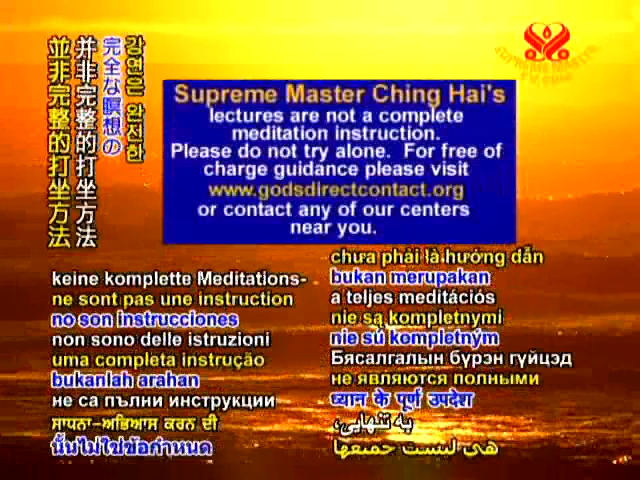 강연은 완전한
完全な瞑想の
并非完整的打坐方法
並非完整的打坐方法
SUPREME MASTER
Supreme Master Ching Hai's
lectures are not a complete
meditation instruction.
Please do not try alone. For free of
charge guidance please visit
www.godsdirectcontact.org
or contact any of our centers
near you.
keine komplette Meditations-
ne sont pas une instruction
no son instrucciones
non sono delle istruzioni
uma completa instrução
bukanlah arahan
не са пълни инструкции
ਸਾਧਨਾ-ਅਭਿਆਸ ਕਰਨ ਦੀ
นั้นไม่ใช่ข้อกำหนด
chưa phải là hướng dẫn
bukan merupakan
a teljes meditációs
nie są kompletnymi
nie sú kompletným
Бясалгалын бүрэн гүйцэд
не являются полными
ध्यान के पूर्ण उपदेश
به تنهایی،
هي ليست جميعها